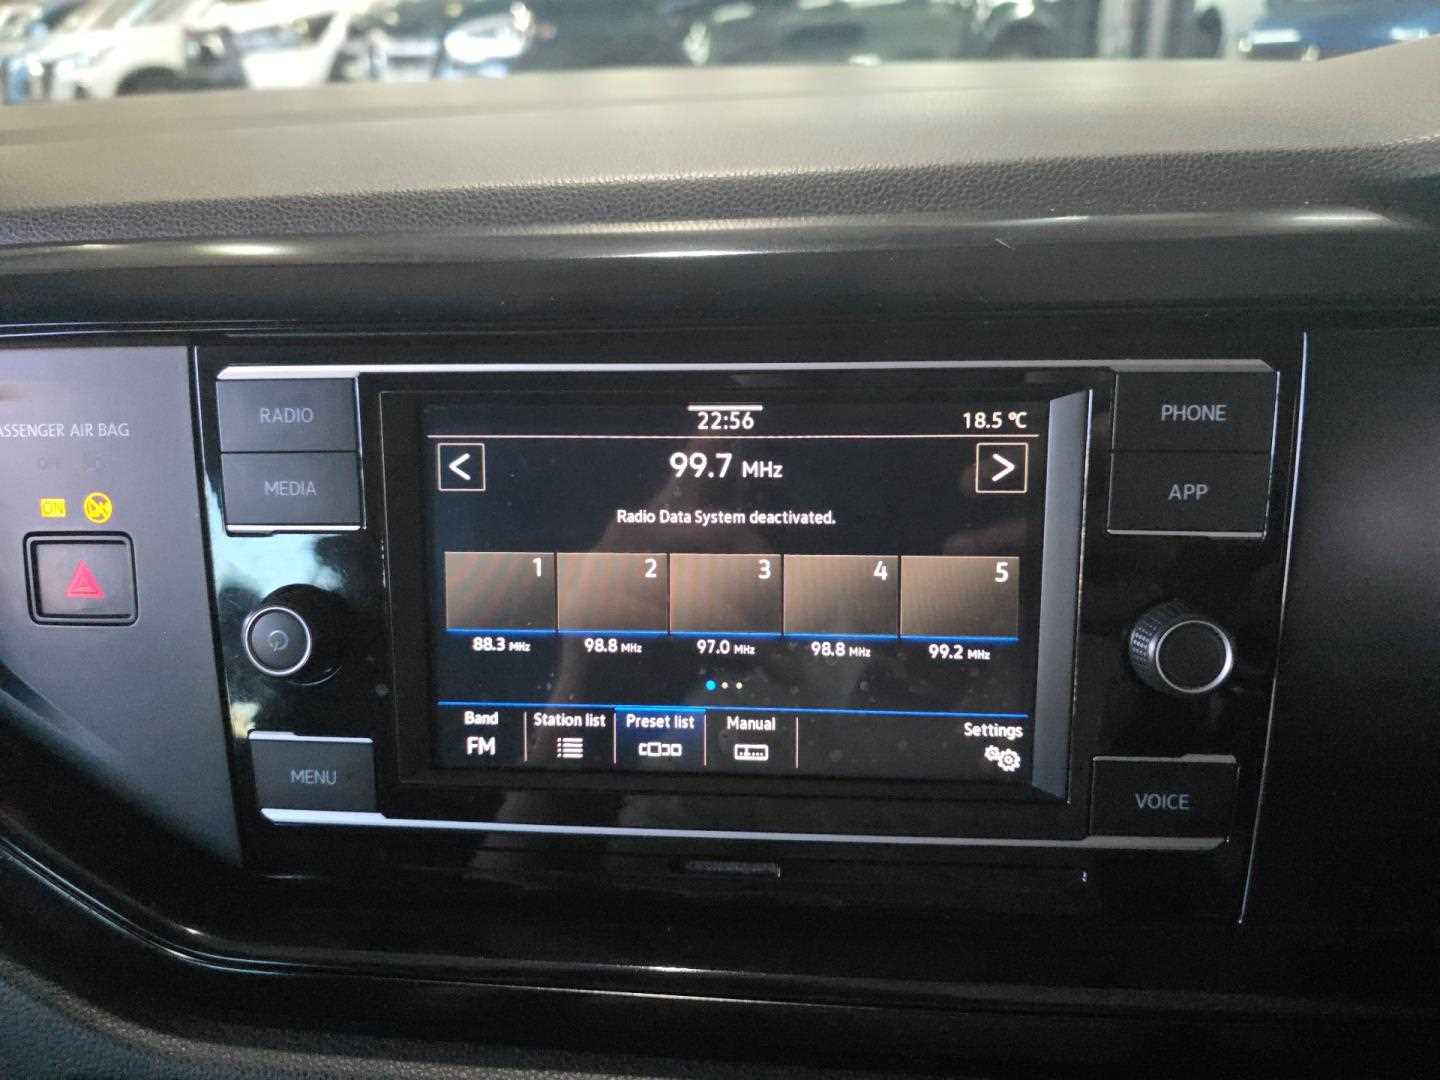 PASSENGER AIR BAG
OFF
ON
RADIO
MEDIA
MENU
22:56
18.5 °C
99.7 MHz
Radio Data System deactivated.
1
2
3
4
5
88.3 MHz
98.8 MHz
97.0 MHz
98.8 MHz
99.2 MHz
Band
FM
Station list
Preset list
Manual
Settings
PHONE
APP
VOICE